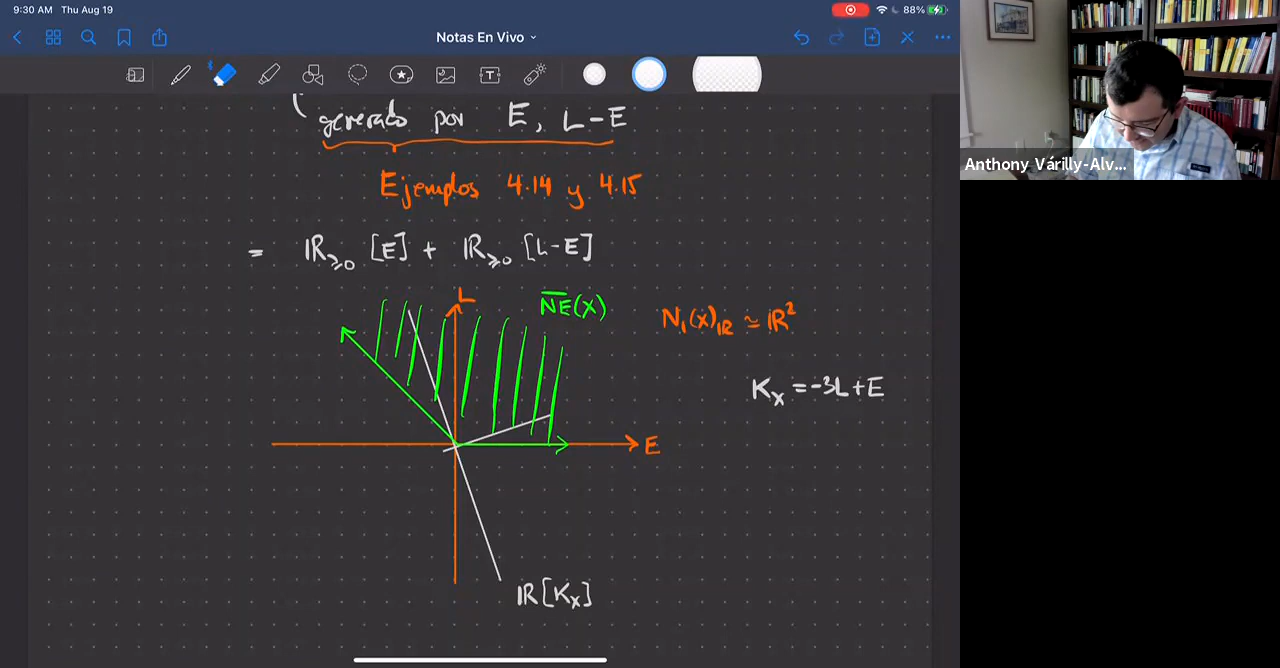 9:30 AM Thu Aug 19
88%
Notas En Vivo
Anthony Várilly-Alv...
generado por E, L-E
Ejemplos 4.14 y 4.15
= ℝ≥0 [E] + ℝ≥0 [L-E]
L
N̅E̅(X)
N₁(X)ℝ ≃ ℝ²
Kₓ = -3L+E
E
ℝ[Kₓ]